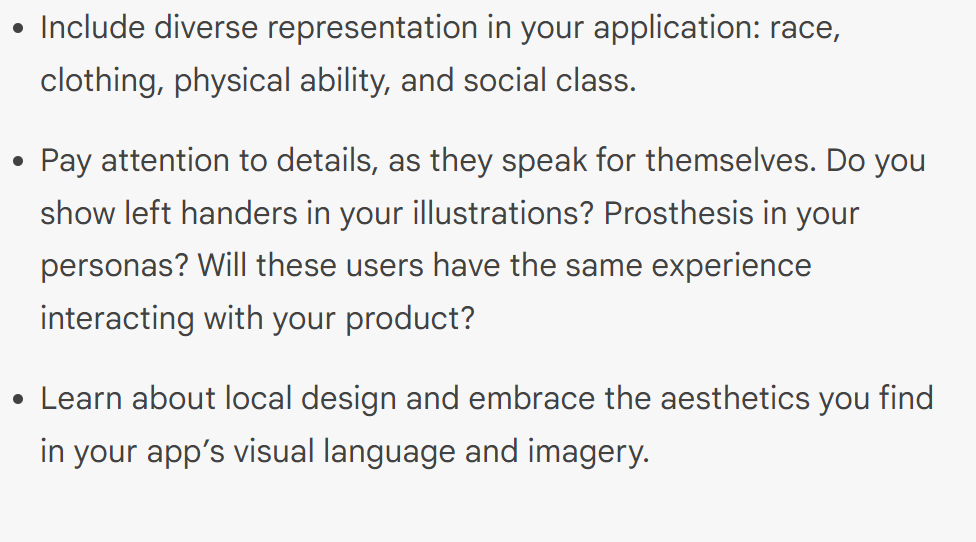 • Include diverse representation in your application: race,
clothing, physical ability, and social class.
• Pay attention to details, as they speak for themselves. Do you
show left handers in your illustrations? Prosthesis in your
personas? Will these users have the same experience
interacting with your product?
• Learn about local design and embrace the aesthetics you find
in your app’s visual language and imagery.